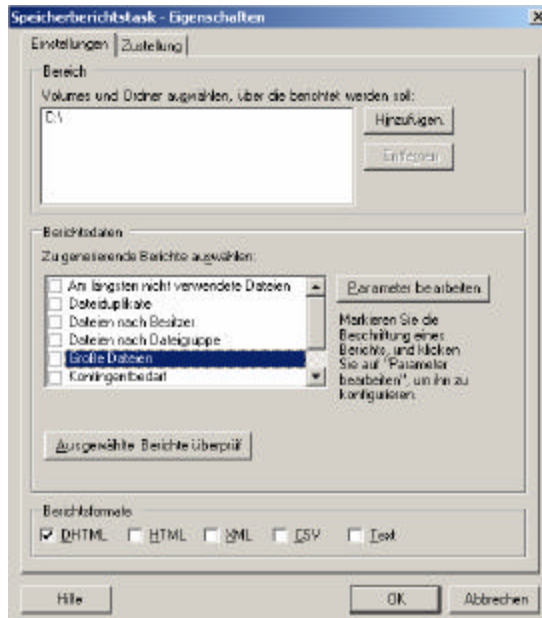 Speicherberichtstask - Eigenschaften
Einstellungen Zustellung
Bereich
Volumes und Ordner auswählen, über die berichtet werden soll:
Hinzufügen.
Entfernen
Berichtsdaten
Zu generierende Berichte auswählen:
Am längsten nicht verwendete Dateien
Dateiduplikate
Dateien nach Besitzer
Dateien nach Dateigruppe
Große Dateien
Kontingentbedarf
Parameter bearbeiten
Markieren Sie die
Beschriftung eines
Berichts, und klicken
Sie auf "Parameter
bearbeiten", um ihn zu
konfigurieren.
Ausgewählte Berichte überprüf
Berichtsformate
DHTML HTML XML CSV Text
Hilfe OK Abbrechen